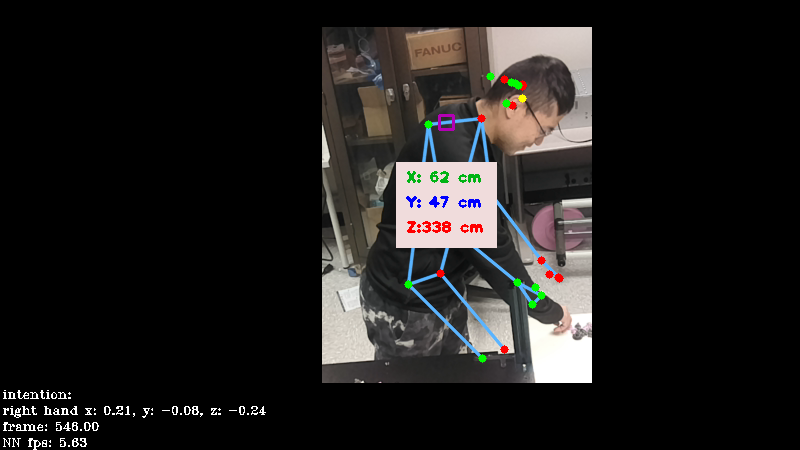 FANUC
X: 62 cm
Y: 47 cm
Z:338 cm
intention:
right hand x: 0.21, y: -0.08, z: -0.24
frame: 546.00
NN fps: 5.63